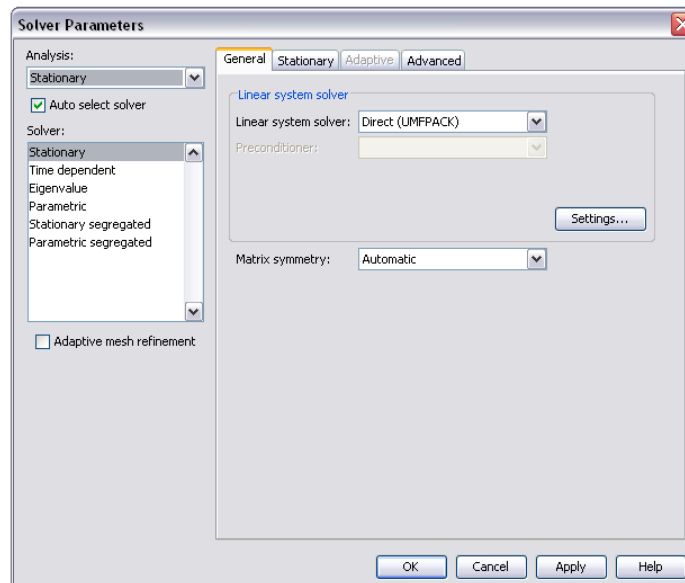 Solver Parameters
Analysis:
Stationary
Auto select solver
Solver:
Stationary
Time dependent
Eigenvalue
Parametric
Stationary segregated
Parametric segregated
Adaptive mesh refinement
General Stationary Adaptive Advanced
Linear system solver
Linear system solver: Direct (UMFPACK)
Preconditioner:
Settings...
Matrix symmetry: Automatic
OK Cancel Apply Help